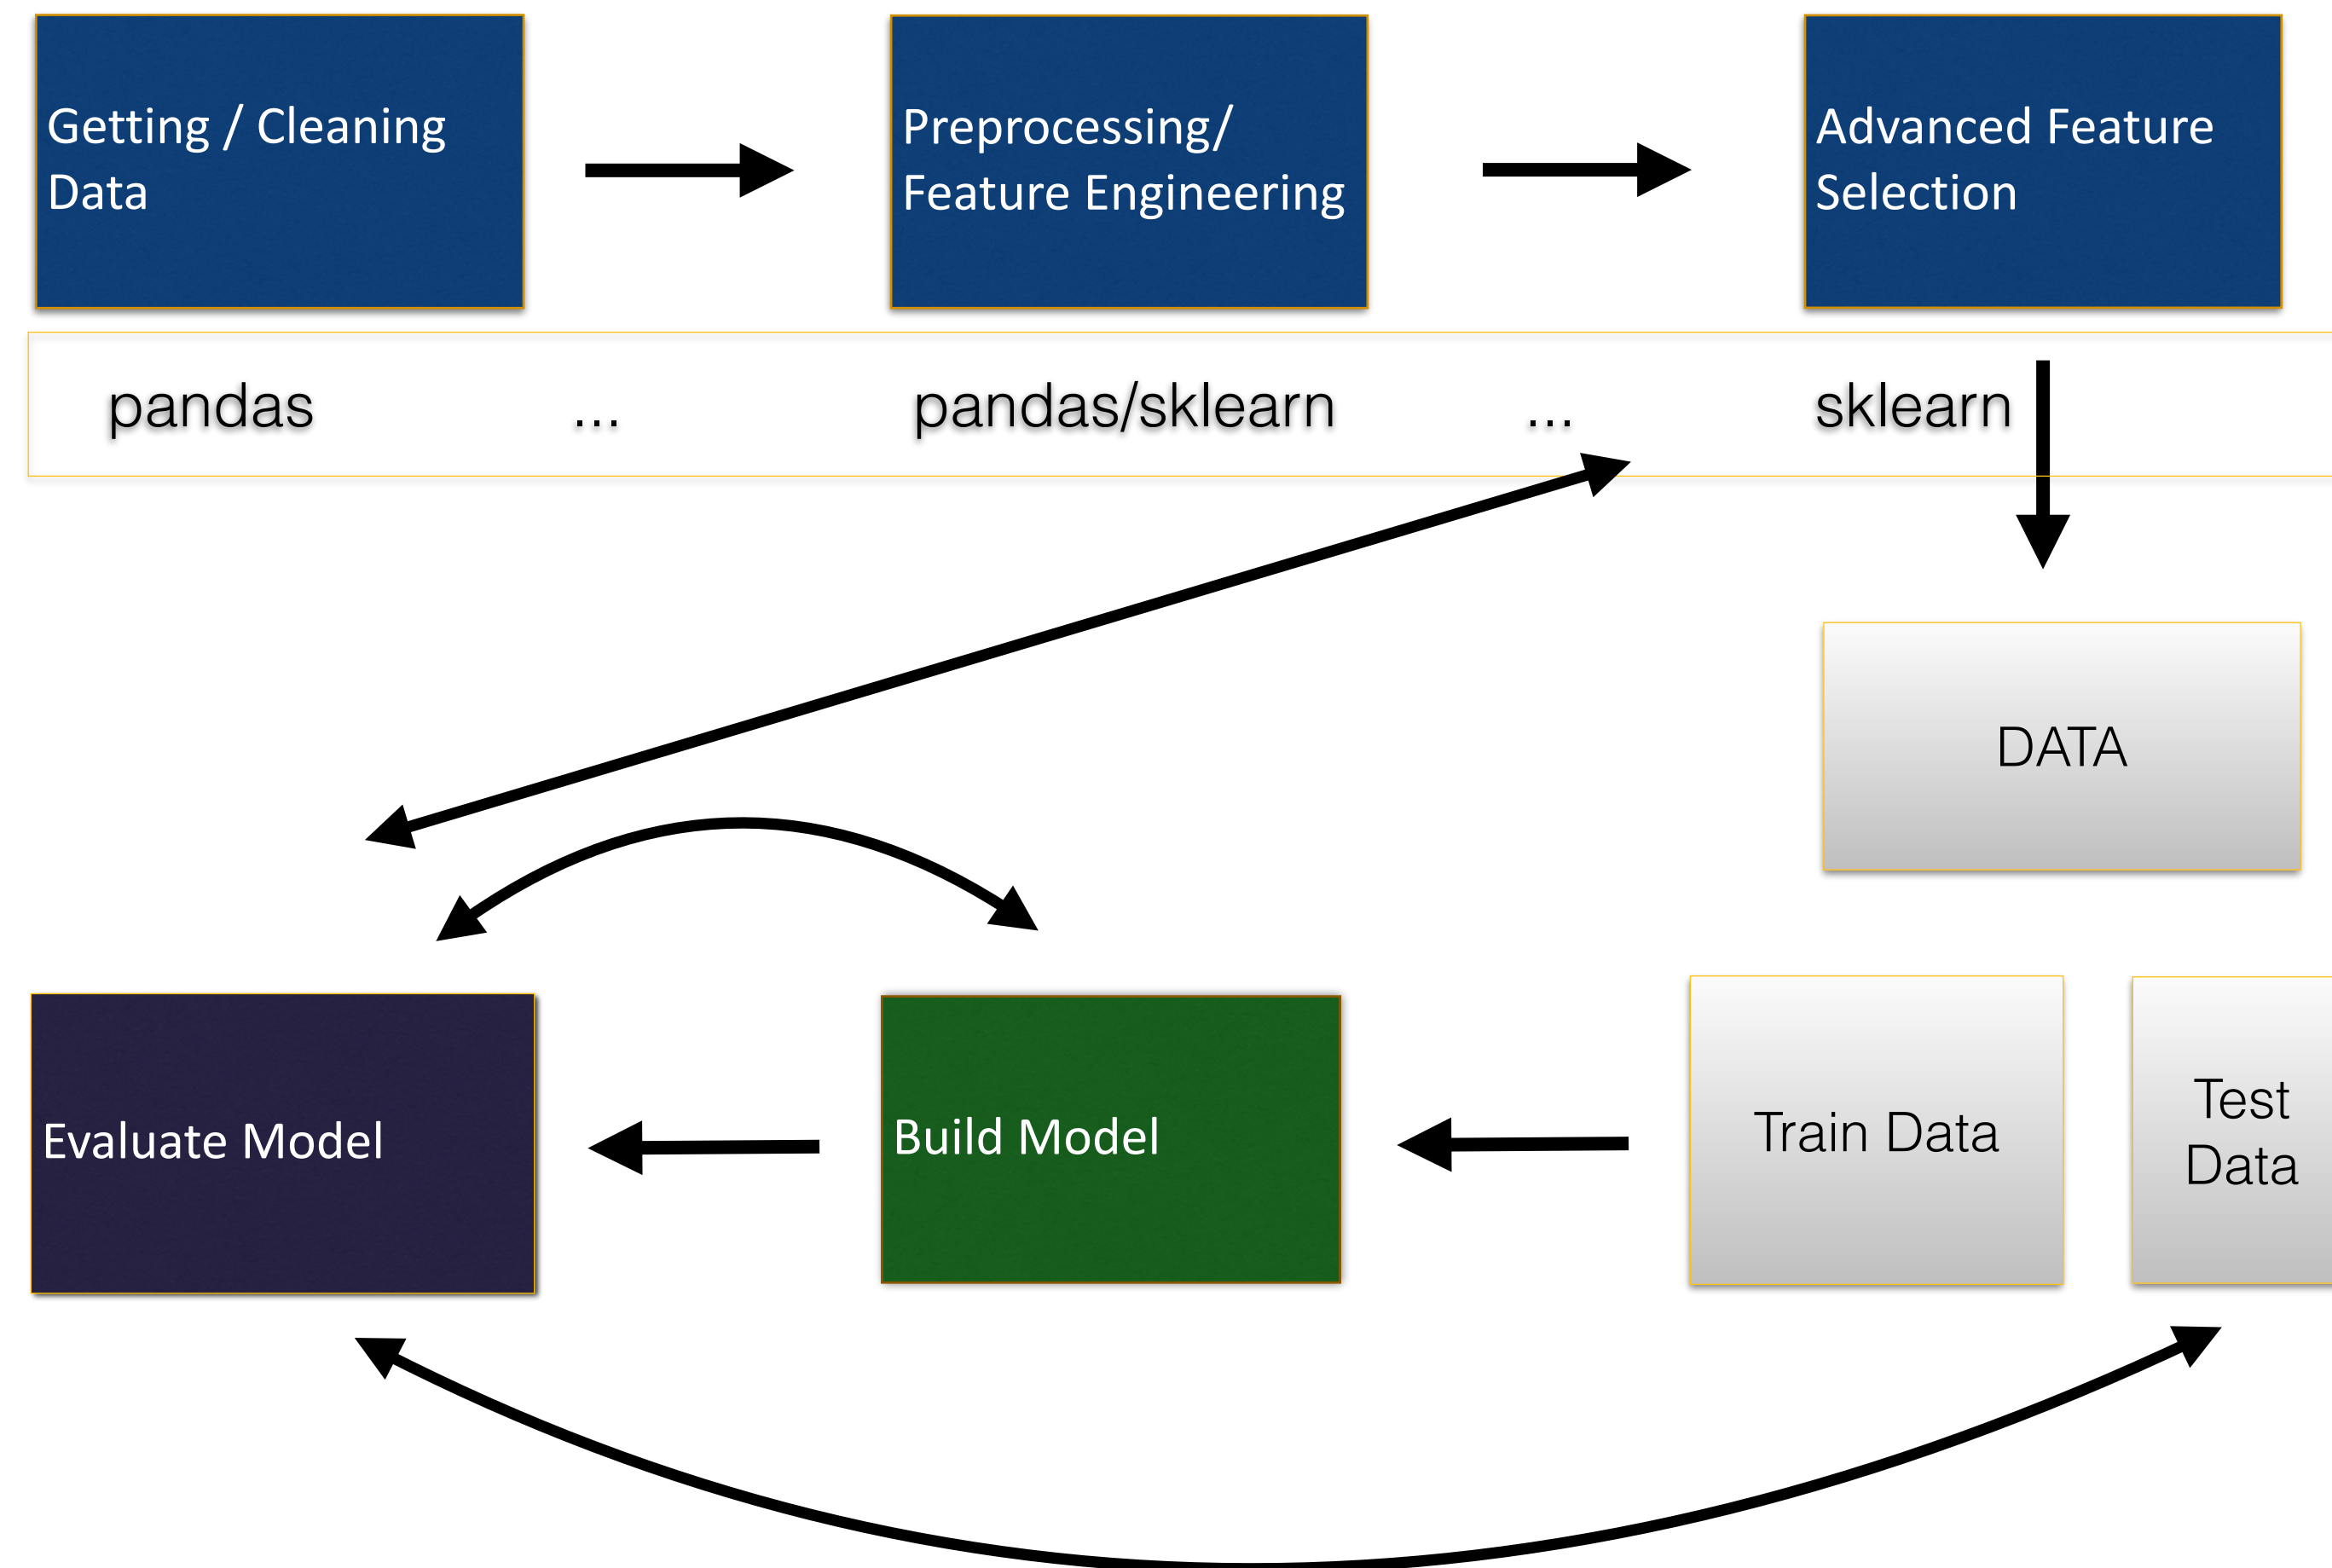 Getting / Cleaning
Data
Preprocessing/
Feature Engineering
Advanced Feature
Selection
pandas ... pandas/sklearn ... sklearn
DATA
Evaluate Model
Build Model
Train Data
Test
Data